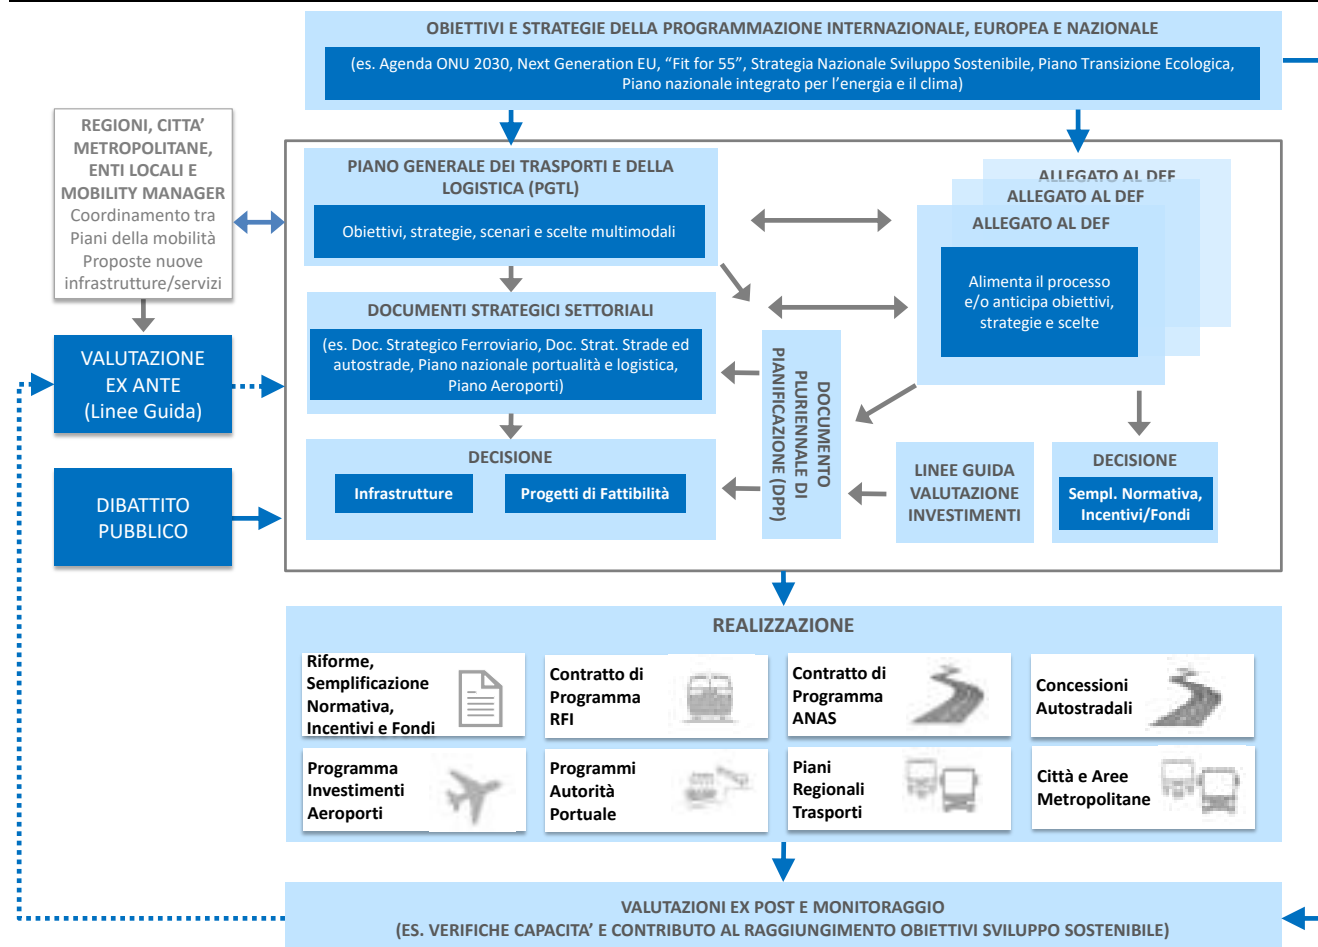 OBIETTIVI E STRATEGIE DELLA PROGRAMMAZIONE INTERNAZIONALE, EUROPEA E NAZIONALE
(es. Agenda ONU 2030, Next Generation EU, “Fit for 55”, Strategia Nazionale Sviluppo Sostenibile, Piano Transizione Ecologica,
Piano nazionale integrato per l’energia e il clima)
REGIONI, CITTA’
METROPOLITANE,
ENTI LOCALI E
MOBILITY MANAGER
Coordinamento tra
Piani della mobilità
Proposte nuove
infrastrutture/servizi
PIANO GENERALE DEI TRASPORTI E DELLA
LOGISTICA (PGTL)
Obiettivi, strategie, scenari e scelte multimodali
ALLEGATO AL DEF
ALLEGATO AL DEF
ALLEGATO AL DEF
Alimenta il processo
e/o anticipa obiettivi,
strategie e scelte
DOCUMENTI STRATEGICI SETTORIALI
(es. Doc. Strategico Ferroviario, Doc. Strat. Strade ed
autostrade, Piano nazionale portualità e logistica,
Piano Aeroporti)
VALUTAZIONE
EX ANTE
(Linee Guida)
DOCUMENTO
PLURIENNALE DI
PIANIFICAZIONE (DPP)
DECISIONE
Infrastrutture
Progetti di Fattibilità
LINEE GUIDA
VALUTAZIONE
INVESTIMENTI
DECISIONE
Sempl. Normativa,
Incentivi/Fondi
DIBATTITO
PUBBLICO
REALIZZAZIONE
Riforme,
Semplificazione
Normativa,
Incentivi e Fondi
Contratto di
Programma
RFI
Contratto di
Programma
ANAS
Concessioni
Autostradali
Programma
Investimenti
Aeroporti
Programmi
Autorità
Portuale
Piani
Regionali
Trasporti
Città e Aree
Metropolitane
VALUTAZIONI EX POST E MONITORAGGIO
(ES. VERIFICHE CAPACITA’ E CONTRIBUTO AL RAGGIUNGIMENTO OBIETTIVI SVILUPPO SOSTENIBILE)